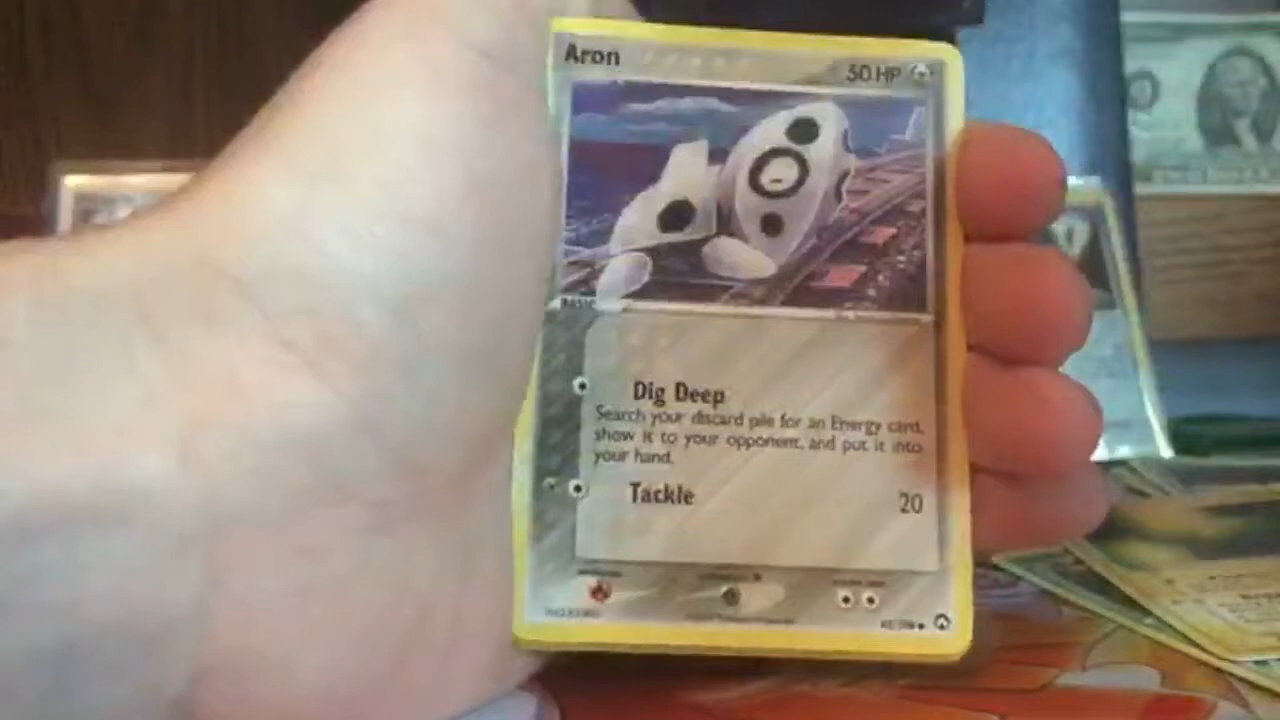 Aron
50 HP
BASIC
Dig Deep
Search your discard pile for an Energy card,
show it to your opponent, and put it into
your hand.
Tackle
20